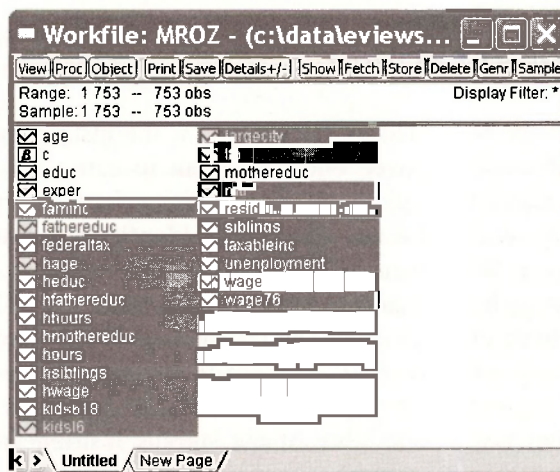 Workfile: MROZ - (c:\data\eviews...
View Proc Object Print Save Details+/- Show Fetch Store Delete Genr Sample
Range: 1 753 -- 753 obs
Display Filter: *
Sample: 1 753 -- 753 obs
age
c
educ
exper
faminc
fathereduc
federaltax
hage
heduc
hfathereduc
hhours
hmothereduc
hours
hsiblings
hwage
kids618
kidsl6
largecity
mothereduc
resid
siblings
taxableinc
unenployment
wage
wage76
Untitled New Page